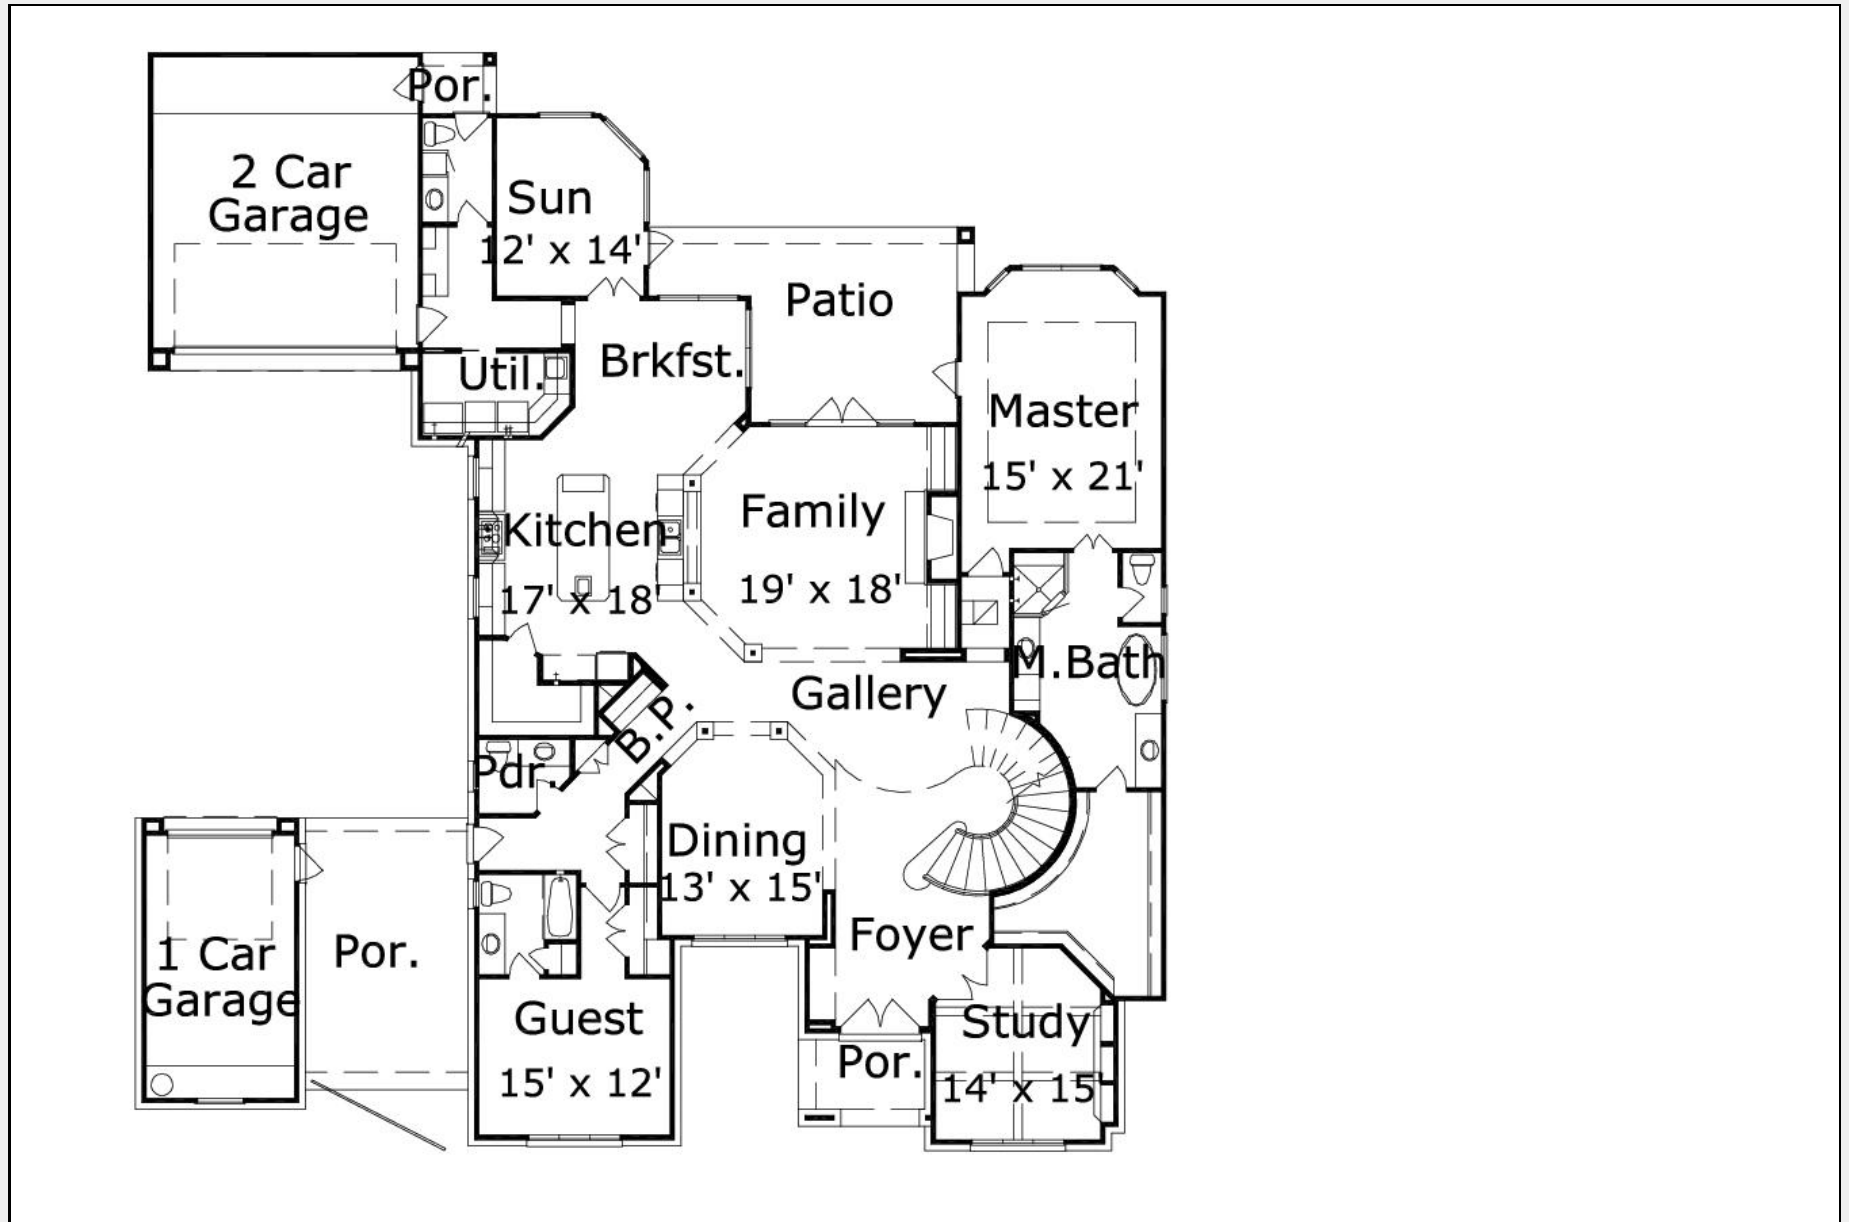 Por.
2 Car
Garage
Sun
12' x 14'
Patio
Util.
Brkfst.
Master
15' x 21'
Kitchen
17' x 18'
Family
19' x 18'
M.Bath
Gallery
B.P.
Pdr.
Dining
13' x 15'
1 Car
Garage
Por.
Foyer
Guest
15' x 12'
Study
14' x 15'
Por.